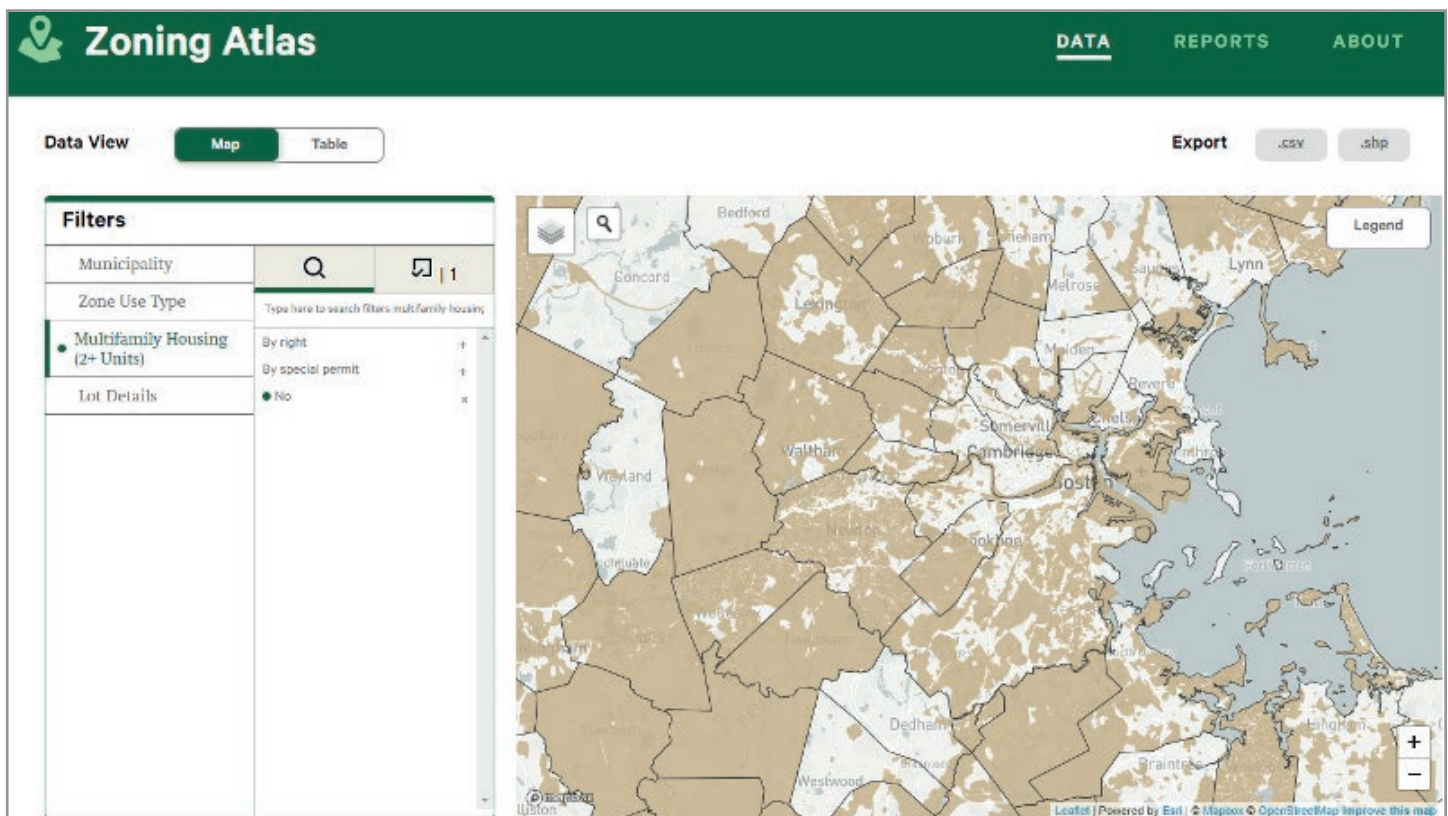 Zoning Atlas
DATA REPORTS ABOUT
Data View Map Table
Export .csv .shp
Filters
Municipality
Zone Use Type
Multifamily Housing
(2+ Units)
Lot Details
| 1
Type here to search filters multifamily housing
By right +
By special permit +
No ×
Legend
Bedford
Concord
Lexington
Melrose
Lynn
Malden
Revere
Somervill
Cambridge
Waltham
Boston
Wayland
Brookline
Needham
Dedham
Westwood
Braintree
Hingham
+
−
mapbox
Leaflet | Powered by Esri | © Mapbox © OpenStreetMap Improve this map